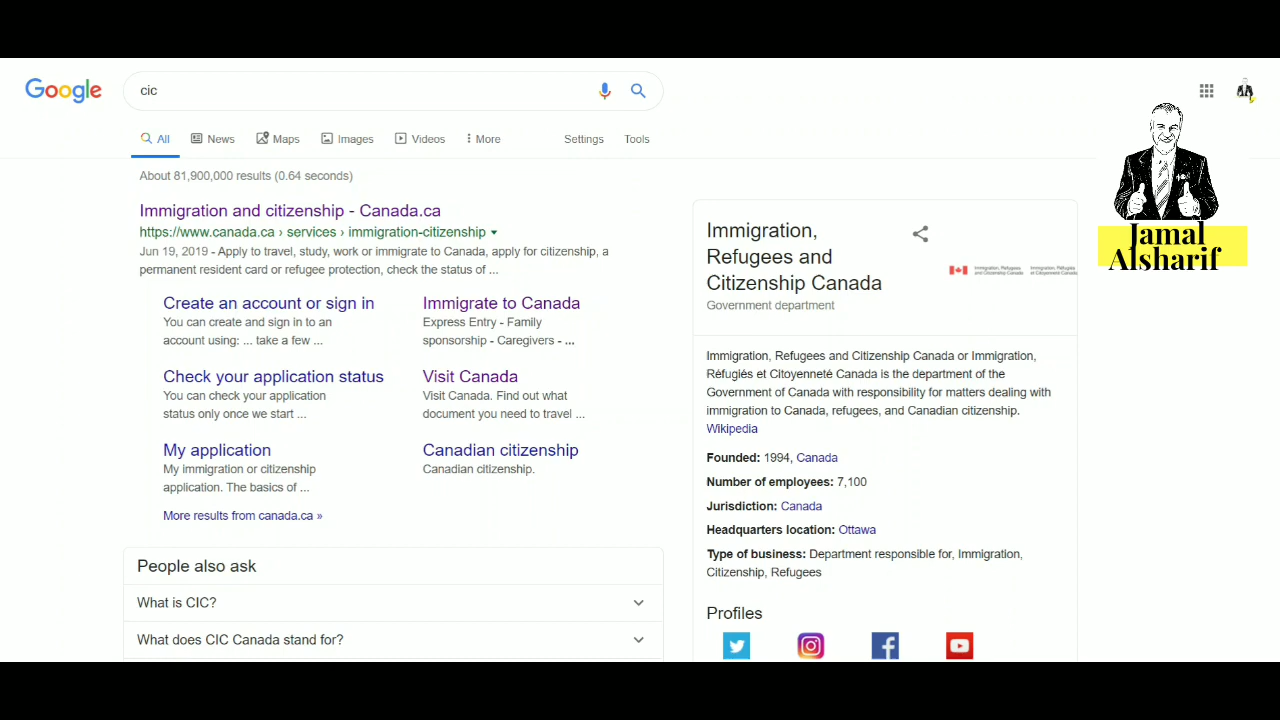 Google
cic
All News Maps Images Videos More Settings Tools
About 81,900,000 results (0.64 seconds)
Immigration and citizenship - Canada.ca
https://www.canada.ca › services › immigration-citizenship
Jun 19, 2019 - Apply to travel, study, work or immigrate to Canada, apply for citizenship, a
permanent resident card or refugee protection, check the status of ...
Create an account or sign in
You can create and sign in to an
account using: ... take a few ...
Immigrate to Canada
Express Entry - Family
sponsorship - Caregivers - ...
Check your application status
You can check your application
status only once we start ...
Visit Canada
Visit Canada. Find out what
document you need to travel ...
My application
My immigration or citizenship
application. The basics of ...
Canadian citizenship
Canadian citizenship.
More results from canada.ca »
People also ask
What is CIC?
What does CIC Canada stand for?
Immigration,
Refugees and
Citizenship Canada
Government department
Immigration, Refugees and Citizenship Canada or Immigration,
Réfugiés et Citoyenneté Canada is the department of the
Government of Canada with responsibility for matters dealing with
immigration to Canada, refugees, and Canadian citizenship.
Wikipedia
Founded: 1994, Canada
Number of employees: 7,100
Jurisdiction: Canada
Headquarters location: Ottawa
Type of business: Department responsible for, Immigration,
Citizenship, Refugees
Profiles
Jamal
Alsharif